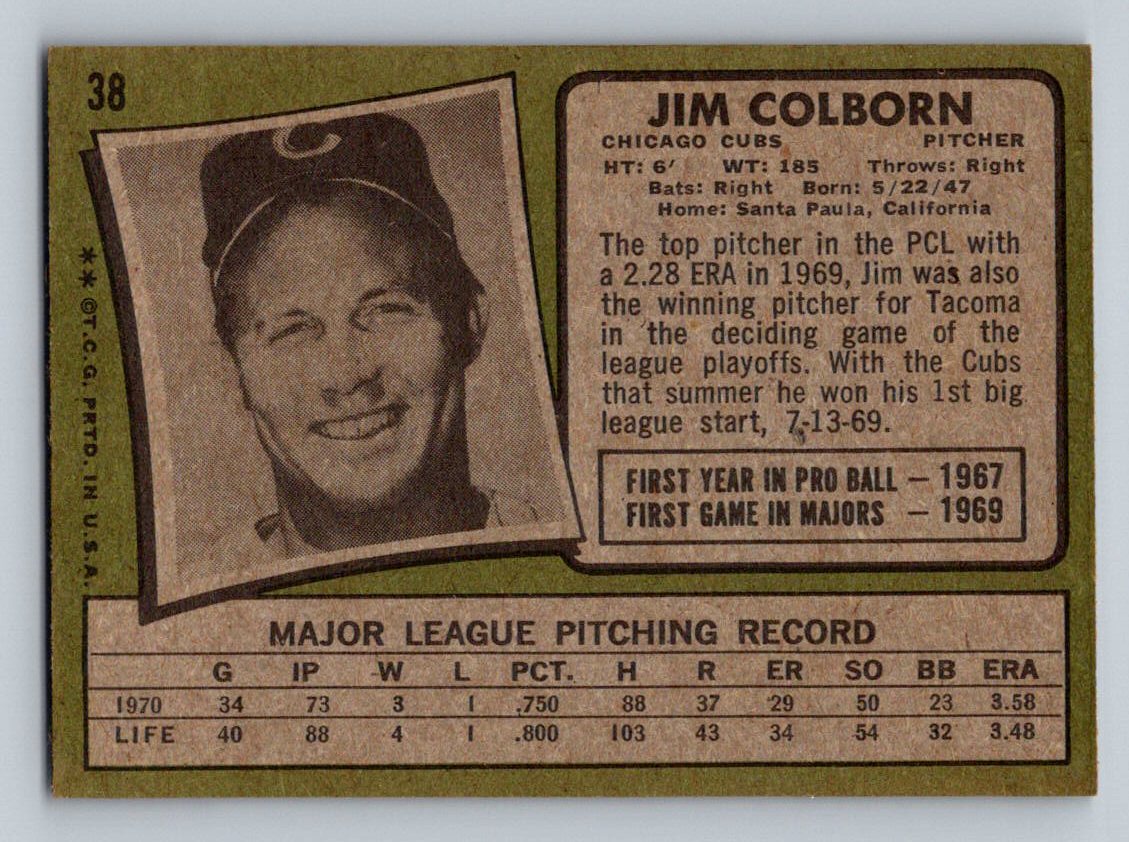 38
C
** ©T.C.G. PRTD. IN U.S.A.
JIM COLBORN
CHICAGO CUBS PITCHER
HT: 6' WT: 185 Throws: Right
Bats: Right Born: 5/22/47
Home: Santa Paula, California
The top pitcher in the PCL with
a 2.28 ERA in 1969, Jim was also
the winning pitcher for Tacoma
in the deciding game of the
league playoffs. With the Cubs
that summer he won his 1st big
league start, 7-13-69.
FIRST YEAR IN PRO BALL — 1967
FIRST GAME IN MAJORS — 1969
MAJOR LEAGUE PITCHING RECORD
G IP W L PCT. H R ER SO BB ERA
1970 34 73 3 1 .750 88 37 29 50 23 3.58
LIFE 40 88 4 1 .800 103 43 34 54 32 3.48